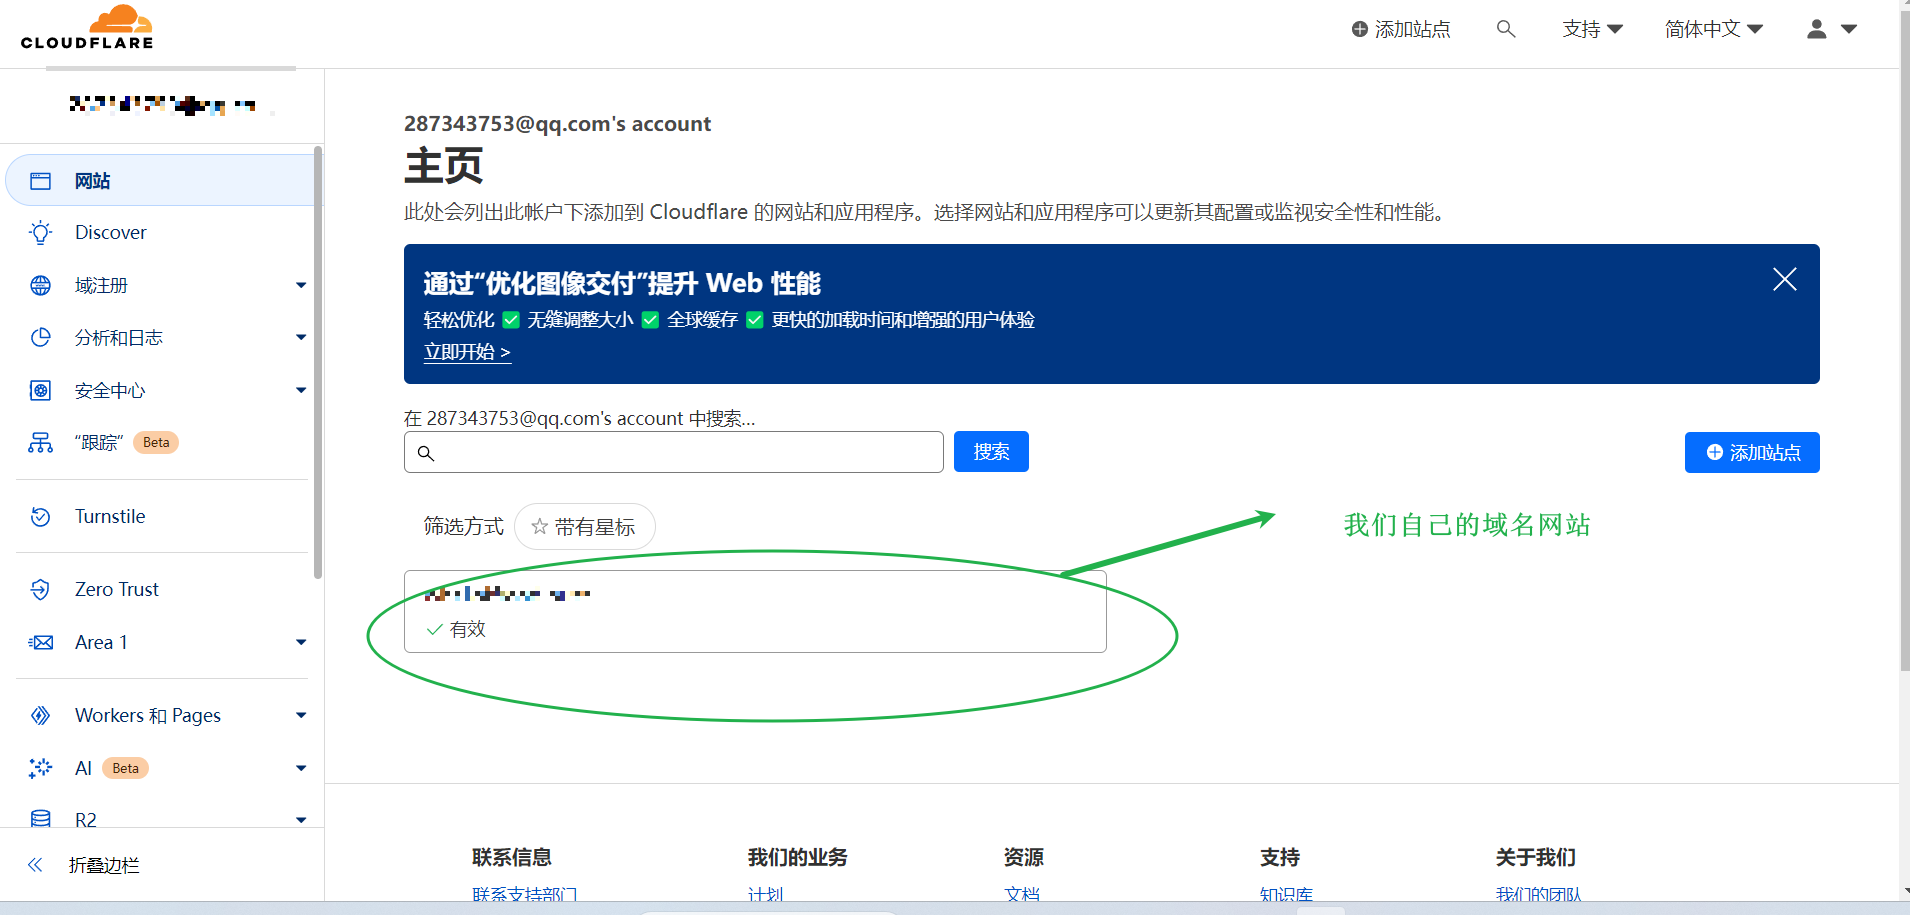 CLOUDFLARE
添加站点
支持
简体中文
287343753@qq.com's account
主页
此处会列出此帐户下添加到 Cloudflare 的网站和应用程序。选择网站和应用程序可以更新其配置或监视安全性和性能。
网站
Discover
域注册
分析和日志
安全中心
“跟踪” Beta
Turnstile
Zero Trust
Area 1
Workers 和 Pages
AI Beta
R2
折叠边栏
通过“优化图像交付”提升 Web 性能
轻松优化 ✅ 无缝调整大小 ✅ 全球缓存 ✅ 更快的加载时间和增强的用户体验
立即开始 >
在 287343753@qq.com's account 中搜索...
搜索
添加站点
筛选方式
带有星标
我们自己的域名网站
有效
联系信息
我们的业务
资源
支持
关于我们
联系支持部门
计划
文档
知识库
我们的团队